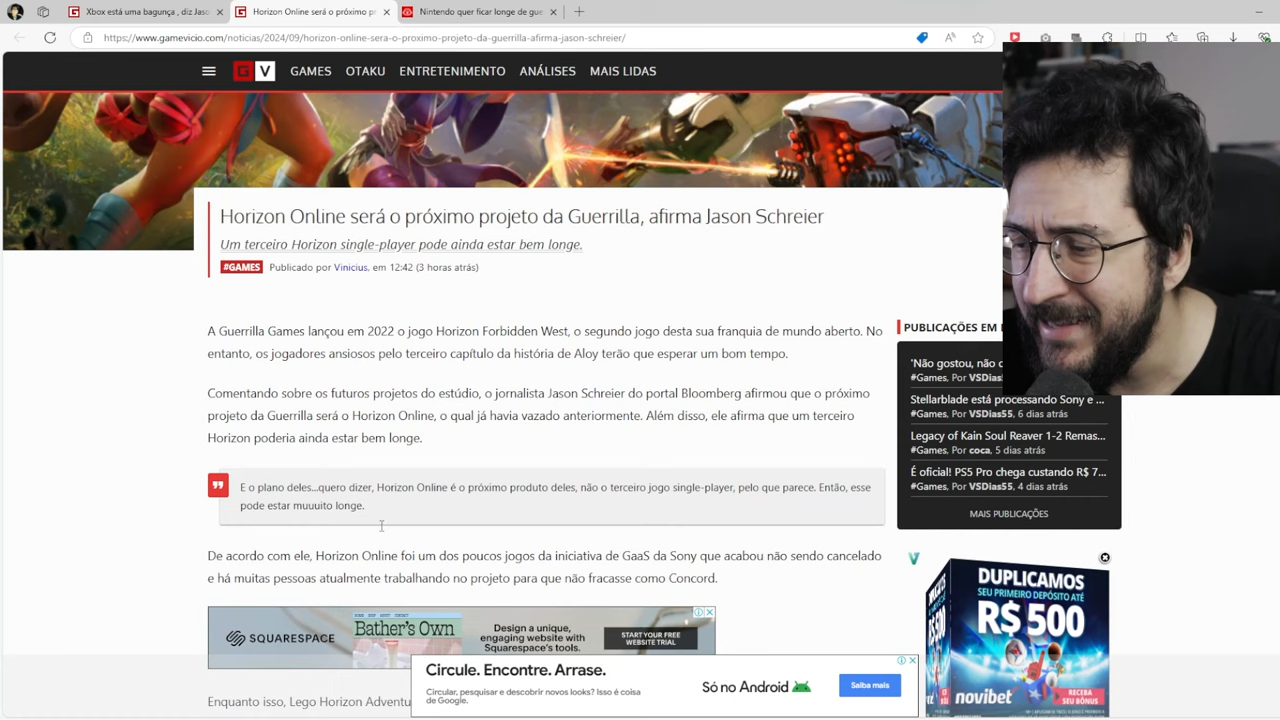 Xbox está uma bagunça , diz Jaso
Horizon Online será o próximo pr
Nintendo quer ficar longe de gue
https://www.gamevicio.com/noticias/2024/09/horizon-online-sera-o-proximo-projeto-da-guerrilla-afirma-jason-schreier/
G V GAMES OTAKU ENTRETENIMENTO ANÁLISES MAIS LIDAS
Horizon Online será o próximo projeto da Guerrilla, afirma Jason Schreier
Um terceiro Horizon single-player pode ainda estar bem longe.
#GAMES Publicado por Vinicius, em 12:42 (3 horas atrás)
A Guerrilla Games lançou em 2022 o jogo Horizon Forbidden West, o segundo jogo desta sua franquia de mundo aberto. No
entanto, os jogadores ansiosos pelo terceiro capítulo da história de Aloy terão que esperar um bom tempo.
Comentando sobre os futuros projetos do estúdio, o jornalista Jason Schreier do portal Bloomberg afirmou que o próximo
projeto da Guerrilla será o Horizon Online, o qual já havia vazado anteriormente. Além disso, ele afirma que um terceiro
Horizon poderia ainda estar bem longe.
E o plano deles...quero dizer, Horizon Online é o próximo produto deles, não o terceiro jogo single-player, pelo que parece. Então, esse
pode estar muuuito longe.
De acordo com ele, Horizon Online foi um dos poucos jogos da iniciativa de GaaS da Sony que acabou não sendo cancelado
e há muitas pessoas atualmente trabalhando no projeto para que não fracasse como Concord.
SQUARESPACE
Bather's Own
Design a unique,
engaging website with
Squarespace's tools.
START YOUR FREE
WEBSITE TRIAL
Enquanto isso, Lego Horizon Adventu
Circule. Encontre. Arrase.
Circular, pesquisar e descobrir novos looks? Isso é coisa
de Google.
Só no Android
Saiba mais
PUBLICAÇÕES EM
'Não gostou, não c
#Games, Por VSDias
Stellarblade está processando Sony e ...
#Games, Por VSDias55, 6 dias atrás
Legacy of Kain Soul Reaver 1-2 Remas...
#Games, Por coca, 5 dias atrás
É oficial! PS5 Pro chega custando R$ 7...
#Games, Por VSDias55, 4 dias atrás
MAIS PUBLICAÇÕES
DUPLICAMOS
SEU PRIMEIRO DEPÓSITO ATÉ
R$ 500
novibet
RECEBA
SEU BÔNUS